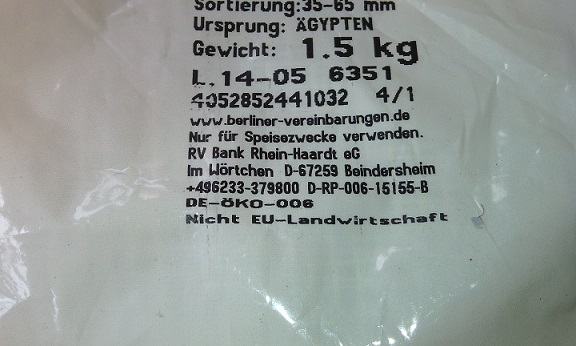 Sortierung:35-65 mm
Ursprung: ÄGYPTEN
Gewicht: 1.5 kg
L.14-05 6351
4052852441032 4/1
www.berliner-vereinbarungen.de
Nur für Speisezwecke verwenden.
RV Bank Rhein-Haardt eG
Im Wörtchen D-67259 Beindersheim
+496233-379800 D-RP-006-15155-B
DE-ÖKO-006
Nicht EU-Landwirtschaft